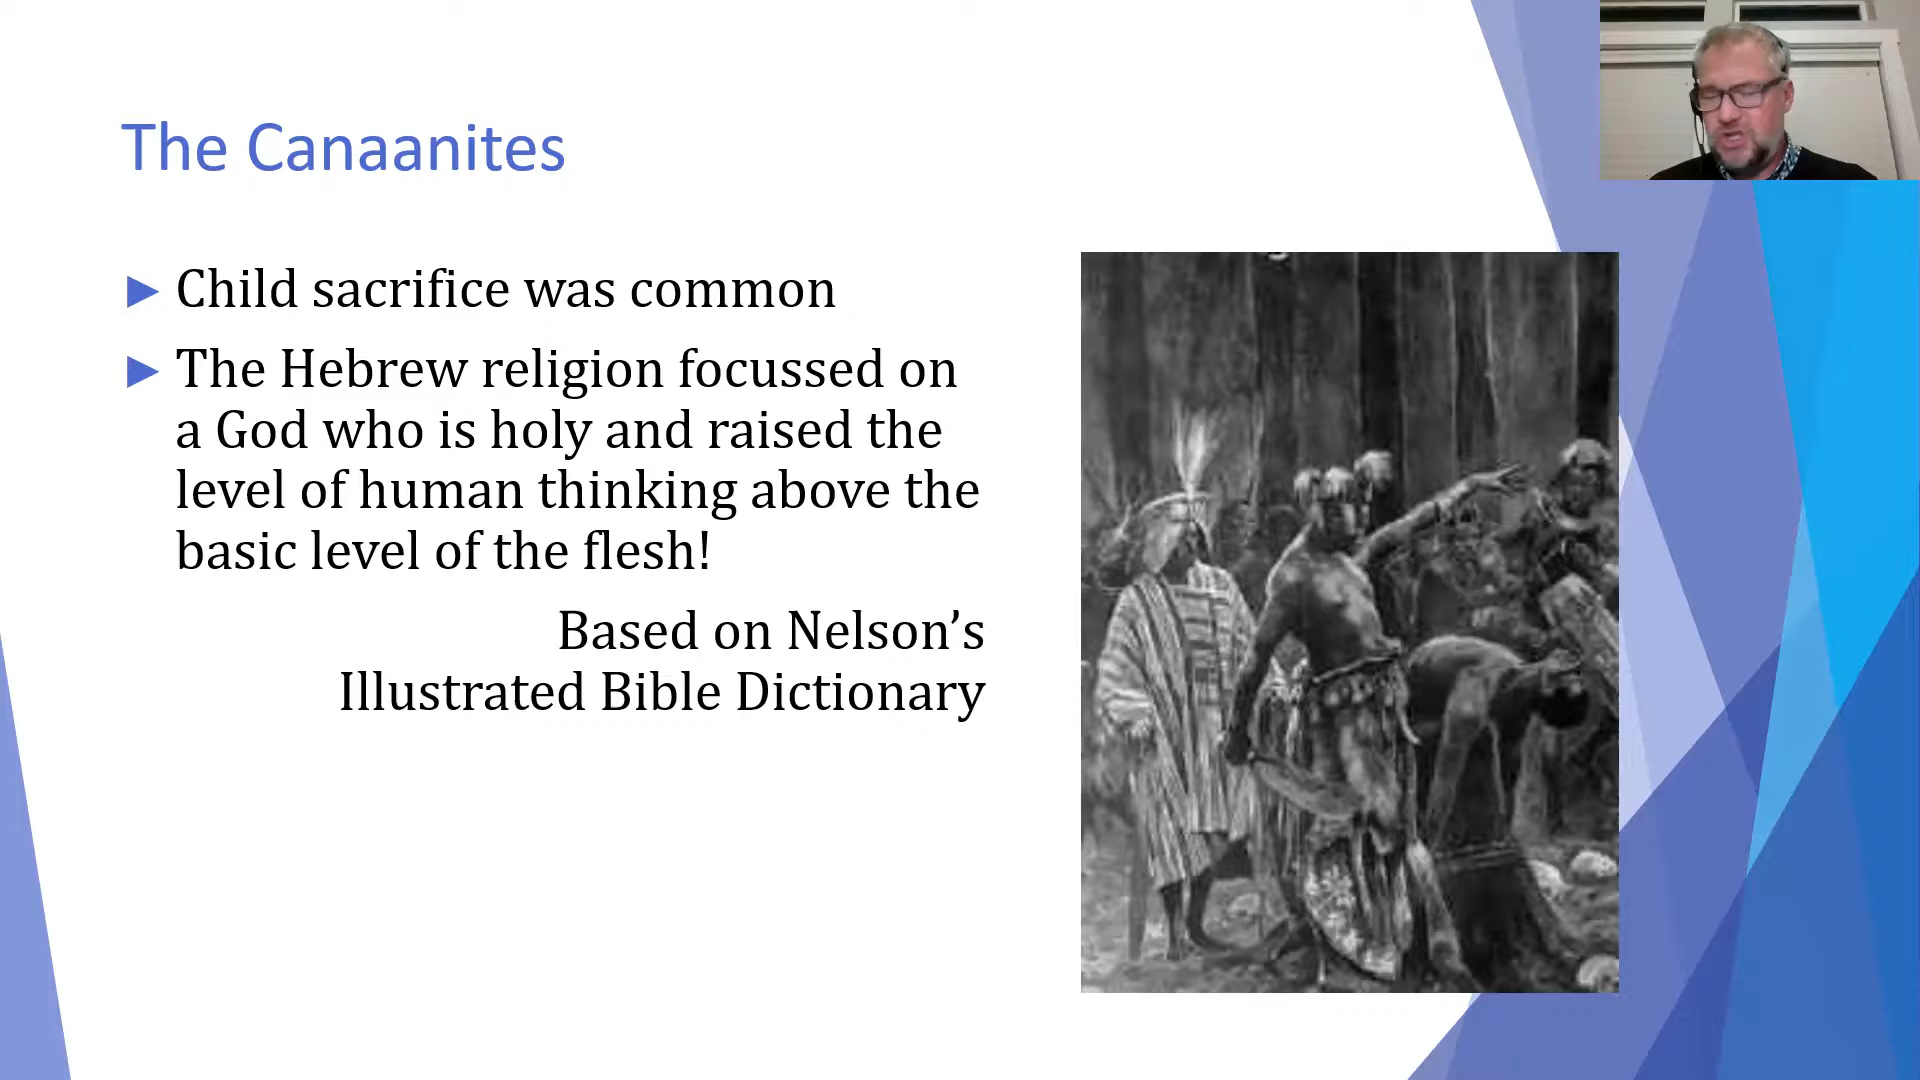 The Canaanites
Child sacrifice was common
The Hebrew religion focussed on
a God who is holy and raised the
level of human thinking above the
basic level of the flesh!
Based on Nelson’s
Illustrated Bible Dictionary